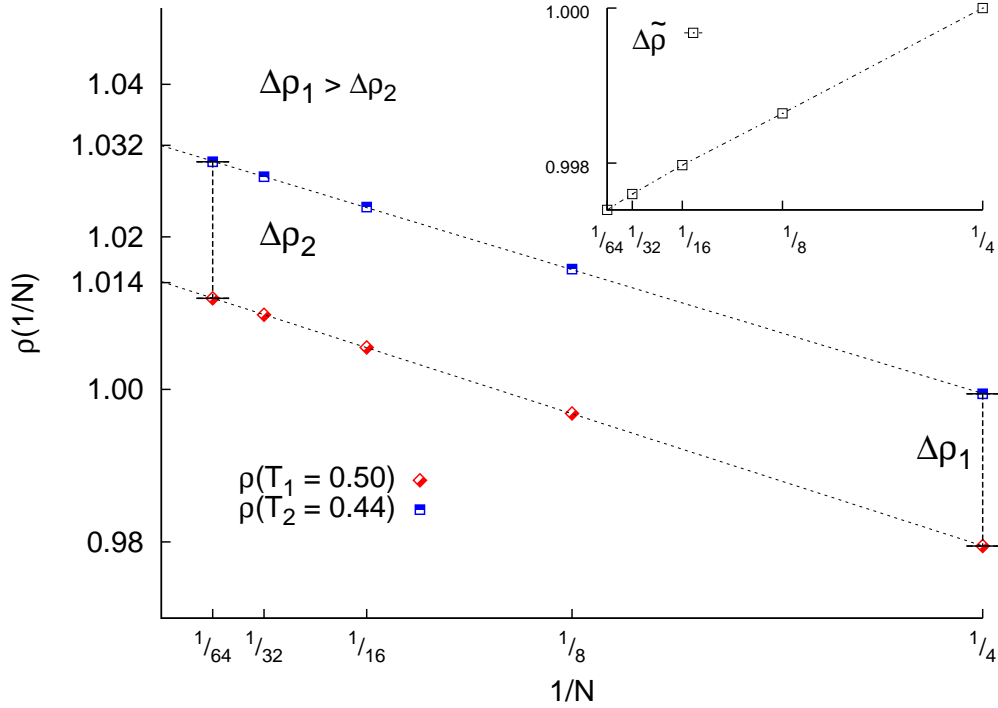 1.000
Δρ̃
0.998
1/64 1/32 1/16 1/8 1/4
Δρ1 > Δρ2
1.04
1.032
1.02
1.014
1.00
0.98
ρ(1/N)
Δρ2
Δρ1
ρ(T1 = 0.50)
ρ(T2 = 0.44)
1/64 1/32 1/16 1/8 1/4
1/N